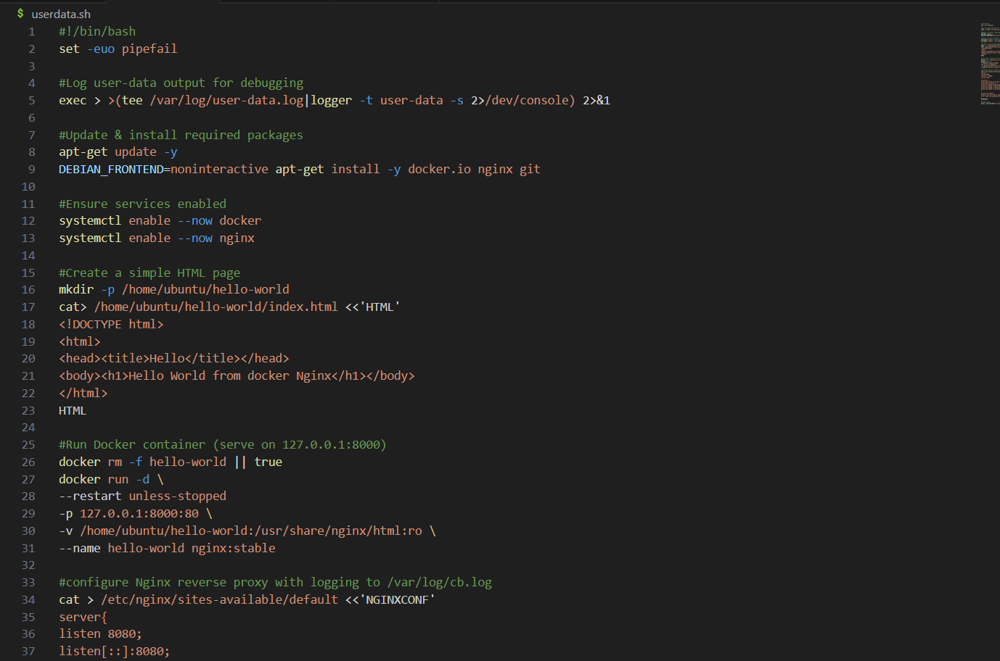 $ userdata.sh
1 #!/bin/bash
2 set -euo pipefail
3
4 #Log user-data output for debugging
5 exec > >(tee /var/log/user-data.log|logger -t user-data -s 2>/dev/console) 2>&1
6
7 #Update & install required packages
8 apt-get update -y
9 DEBIAN_FRONTEND=noninteractive apt-get install -y docker.io nginx git
10
11 #Ensure services enabled
12 systemctl enable --now docker
13 systemctl enable --now nginx
14
15 #Create a simple HTML page
16 mkdir -p /home/ubuntu/hello-world
17 cat> /home/ubuntu/hello-world/index.html <<'HTML'
18 <!DOCTYPE html>
19 <html>
20 <head><title>Hello</title></head>
21 <body><h1>Hello World from docker Nginx</h1></body>
22 </html>
23 HTML
24
25 #Run Docker container (serve on 127.0.0.1:8000)
26 docker rm -f hello-world || true
27 docker run -d \
28 --restart unless-stopped
29 -p 127.0.0.1:8000:80 \
30 -v /home/ubuntu/hello-world:/usr/share/nginx/html:ro \
31 --name hello-world nginx:stable
32
33 #configure Nginx reverse proxy with logging to /var/log/cb.log
34 cat > /etc/nginx/sites-available/default <<'NGINXCONF'
35 server{
36 listen 8080;
37 listen[::]:8080;